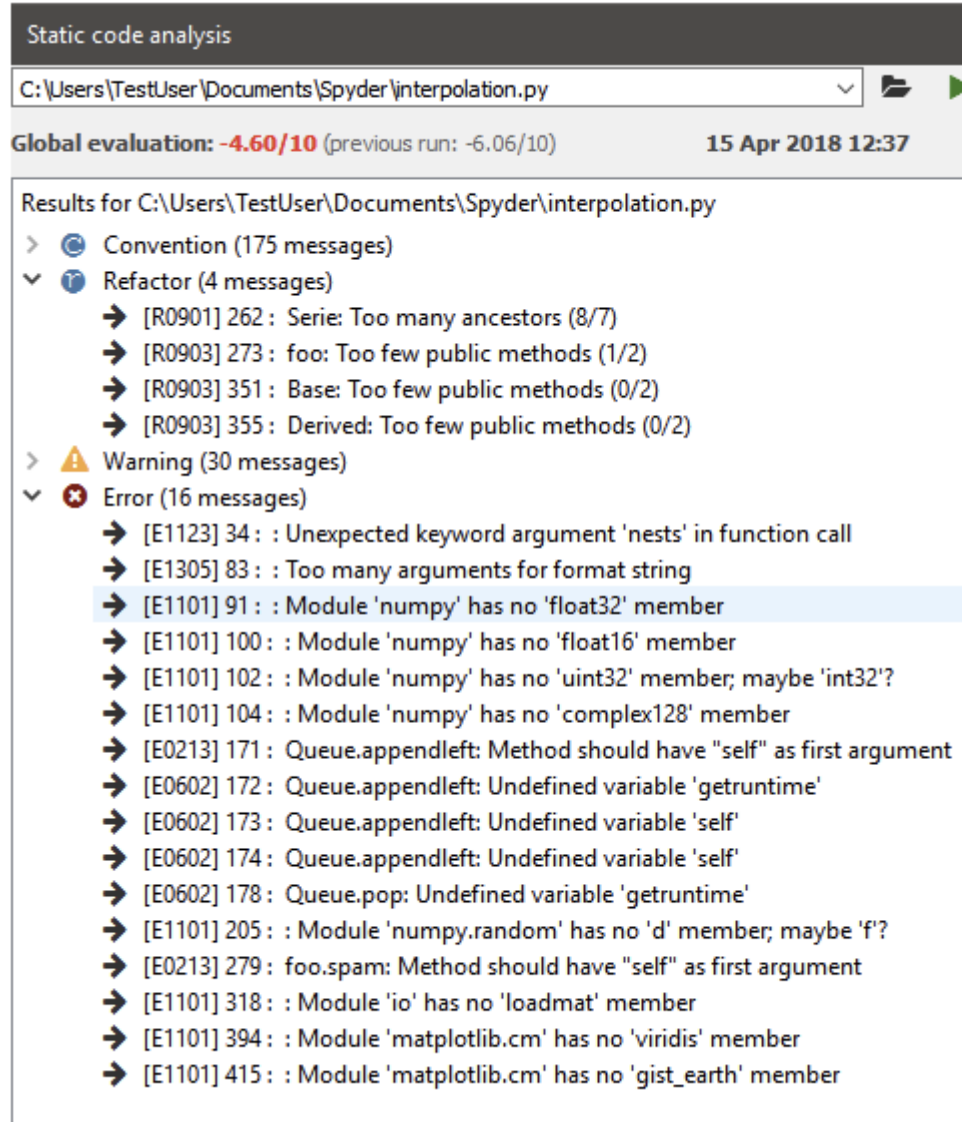 Static code analysis
C:\Users\TestUser\Documents\Spyder\interpolation.py
Global evaluation: -4.60/10 (previous run: -6.06/10) 15 Apr 2018 12:37
Results for C:\Users\TestUser\Documents\Spyder\interpolation.py
Convention (175 messages)
Refactor (4 messages)
[R0901] 262 : Serie: Too many ancestors (8/7)
[R0903] 273 : foo: Too few public methods (1/2)
[R0903] 351 : Base: Too few public methods (0/2)
[R0903] 355 : Derived: Too few public methods (0/2)
Warning (30 messages)
Error (16 messages)
[E1123] 34 : : Unexpected keyword argument 'nests' in function call
[E1305] 83 : : Too many arguments for format string
[E1101] 91 : : Module 'numpy' has no 'float32' member
[E1101] 100 : : Module 'numpy' has no 'float16' member
[E1101] 102 : : Module 'numpy' has no 'uint32' member; maybe 'int32'?
[E1101] 104 : : Module 'numpy' has no 'complex128' member
[E0213] 171 : Queue.appendleft: Method should have "self" as first argument
[E0602] 172 : Queue.appendleft: Undefined variable 'getruntime'
[E0602] 173 : Queue.appendleft: Undefined variable 'self'
[E0602] 174 : Queue.appendleft: Undefined variable 'self'
[E0602] 178 : Queue.pop: Undefined variable 'getruntime'
[E1101] 205 : : Module 'numpy.random' has no 'd' member; maybe 'f'?
[E0213] 279 : foo.spam: Method should have "self" as first argument
[E1101] 318 : : Module 'io' has no 'loadmat' member
[E1101] 394 : : Module 'matplotlib.cm' has no 'viridis' member
[E1101] 415 : : Module 'matplotlib.cm' has no 'gist_earth' member